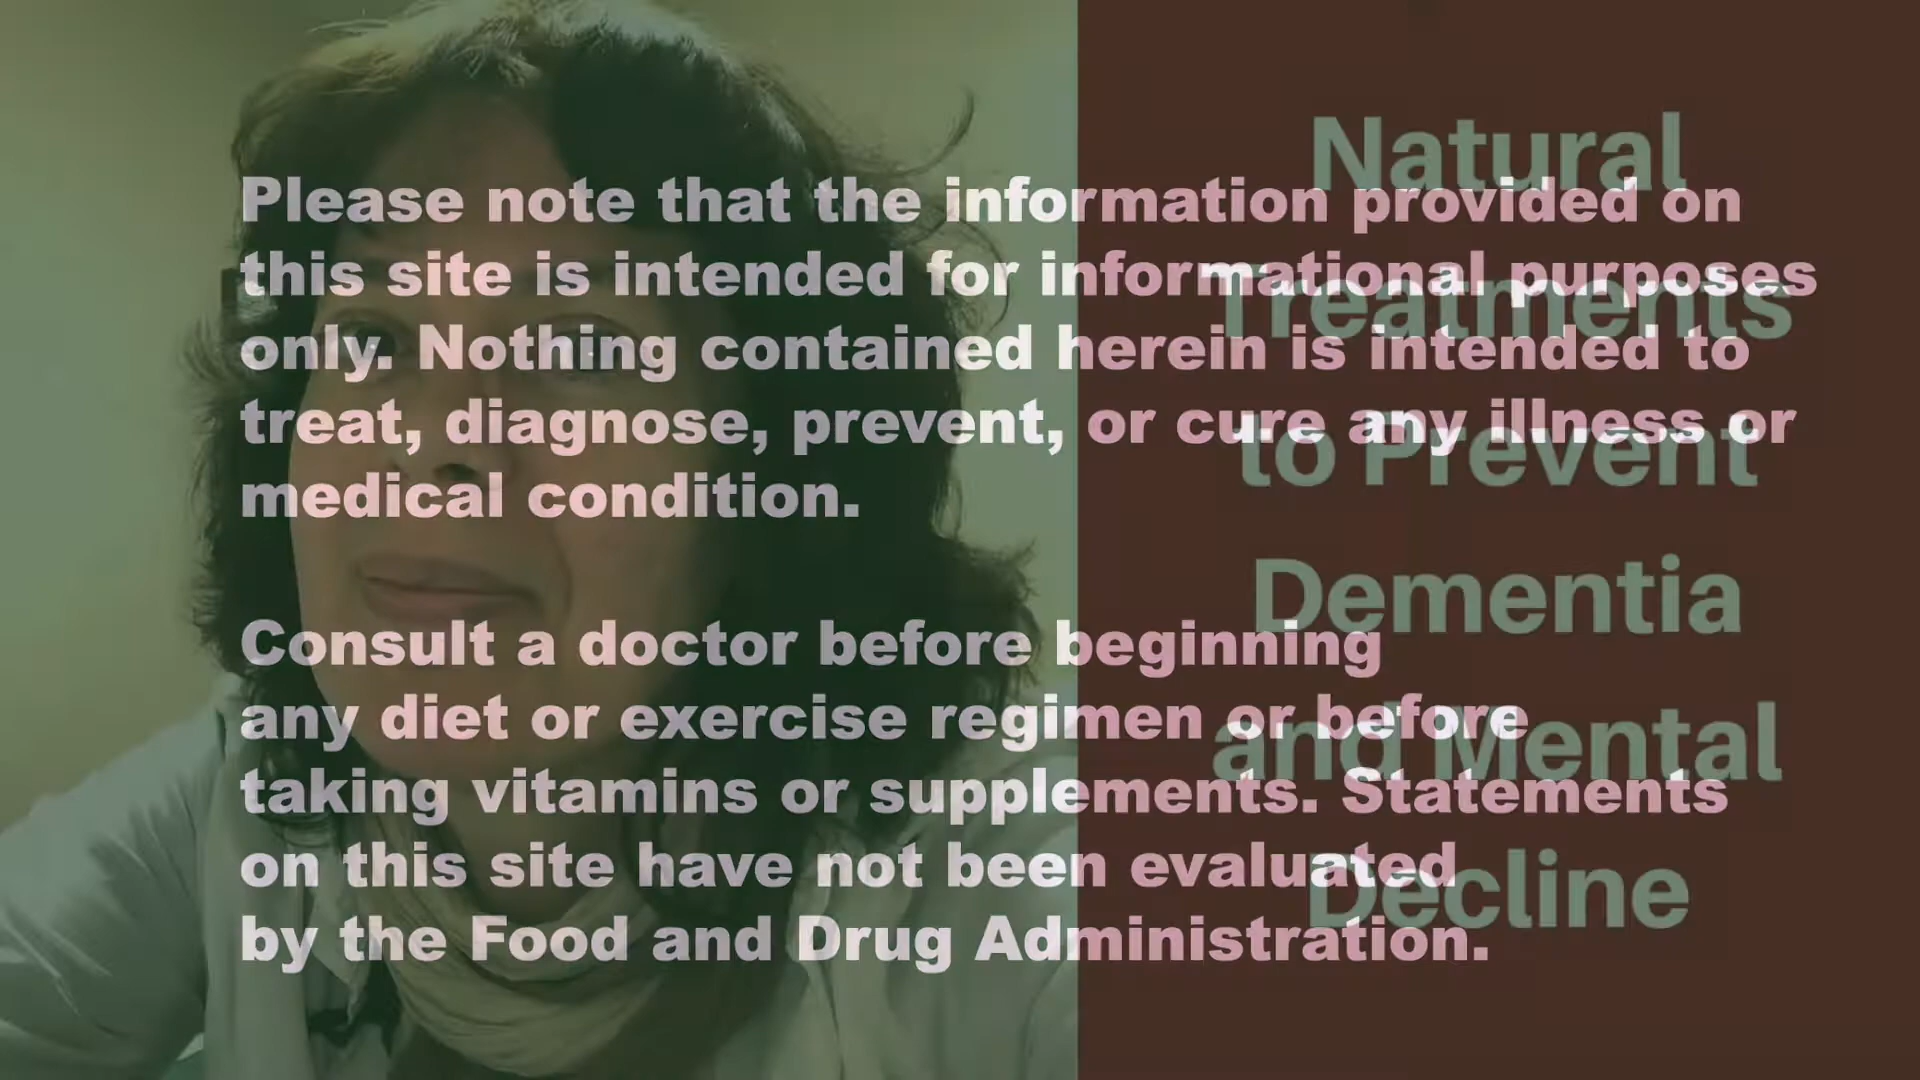 Please note that the information provided on
this site is intended for informational purposes
only. Nothing contained herein is intended to
treat, diagnose, prevent, or cure any illness or
medical condition.
Consult a doctor before beginning
any diet or exercise regimen or before
taking vitamins or supplements. Statements
on this site have not been evaluated
by the Food and Drug Administration.
Natural
Treatments
to Prevent
Dementia
and Mental
Decline